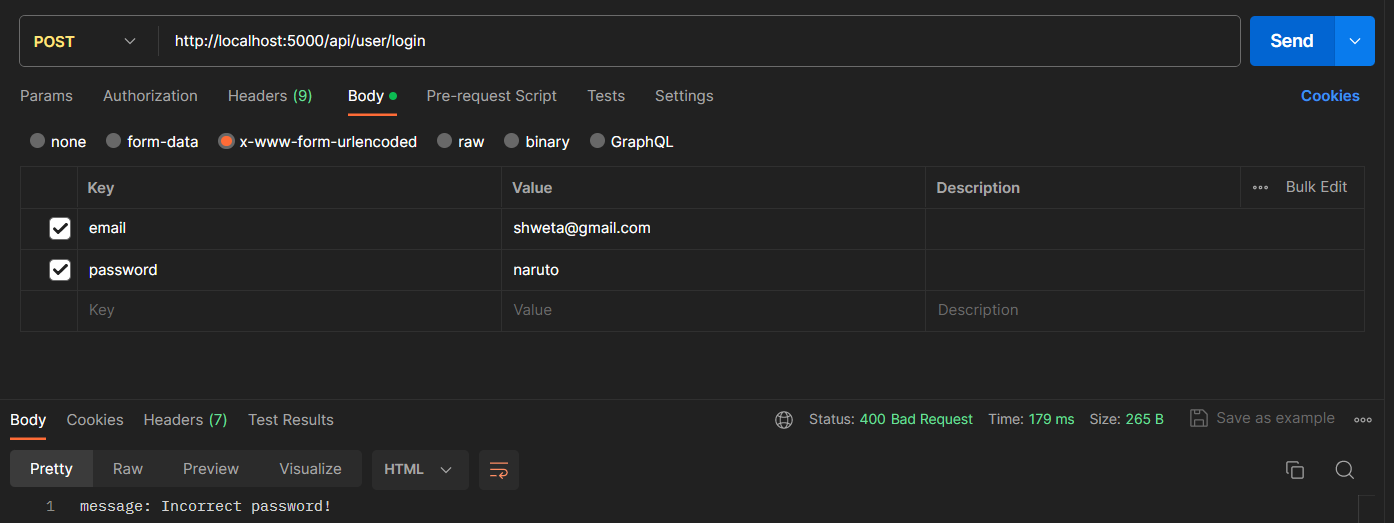 POST http://localhost:5000/api/user/login Send
Params Authorization Headers (9) Body Pre-request Script Tests Settings Cookies
none form-data x-www-form-urlencoded raw binary GraphQL
Key Value Description Bulk Edit
email shweta@gmail.com
password naruto
Key Value Description
Body Cookies Headers (7) Test Results Status: 400 Bad Request Time: 179 ms Size: 265 B Save as example
Pretty Raw Preview Visualize HTML
1 message: Incorrect password!